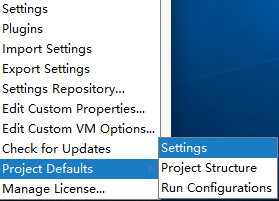 Settings
Plugins
Import Settings
Export Settings
Settings Repository...
Edit Custom Properties...
Edit Custom VM Options...
Check for Updates
Project Defaults
Manage License...
Settings
Project Structure
Run Configurations